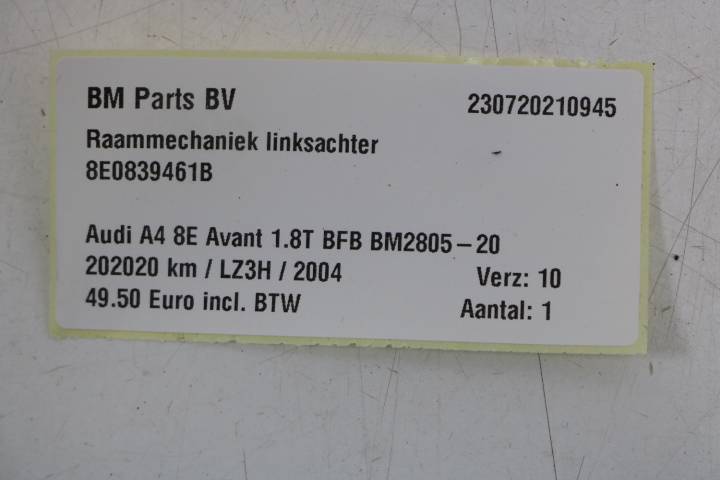 BM Parts BV 230720210945
Raammechaniek linksachter
8E0839461B
Audi A4 8E Avant 1.8T BFB BM2805-20
202020 km / LZ3H / 2004 Verz: 10
49.50 Euro incl. BTW Aantal: 1